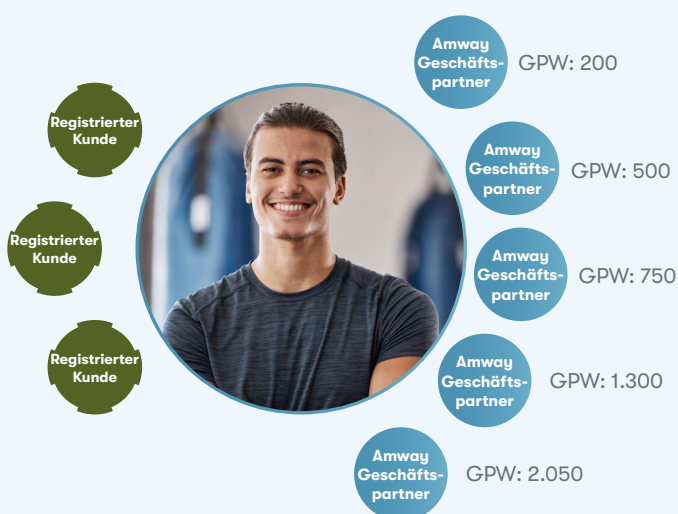 Amway
Geschäfts-
partner
GPW: 200
Registrierter
Kunde
Amway
Geschäfts-
partner
GPW: 500
Registrierter
Kunde
Amway
Geschäfts-
partner
GPW: 750
Registrierter
Kunde
Amway
Geschäfts-
partner
GPW: 1.300
Amway
Geschäfts-
partner
GPW: 2.050